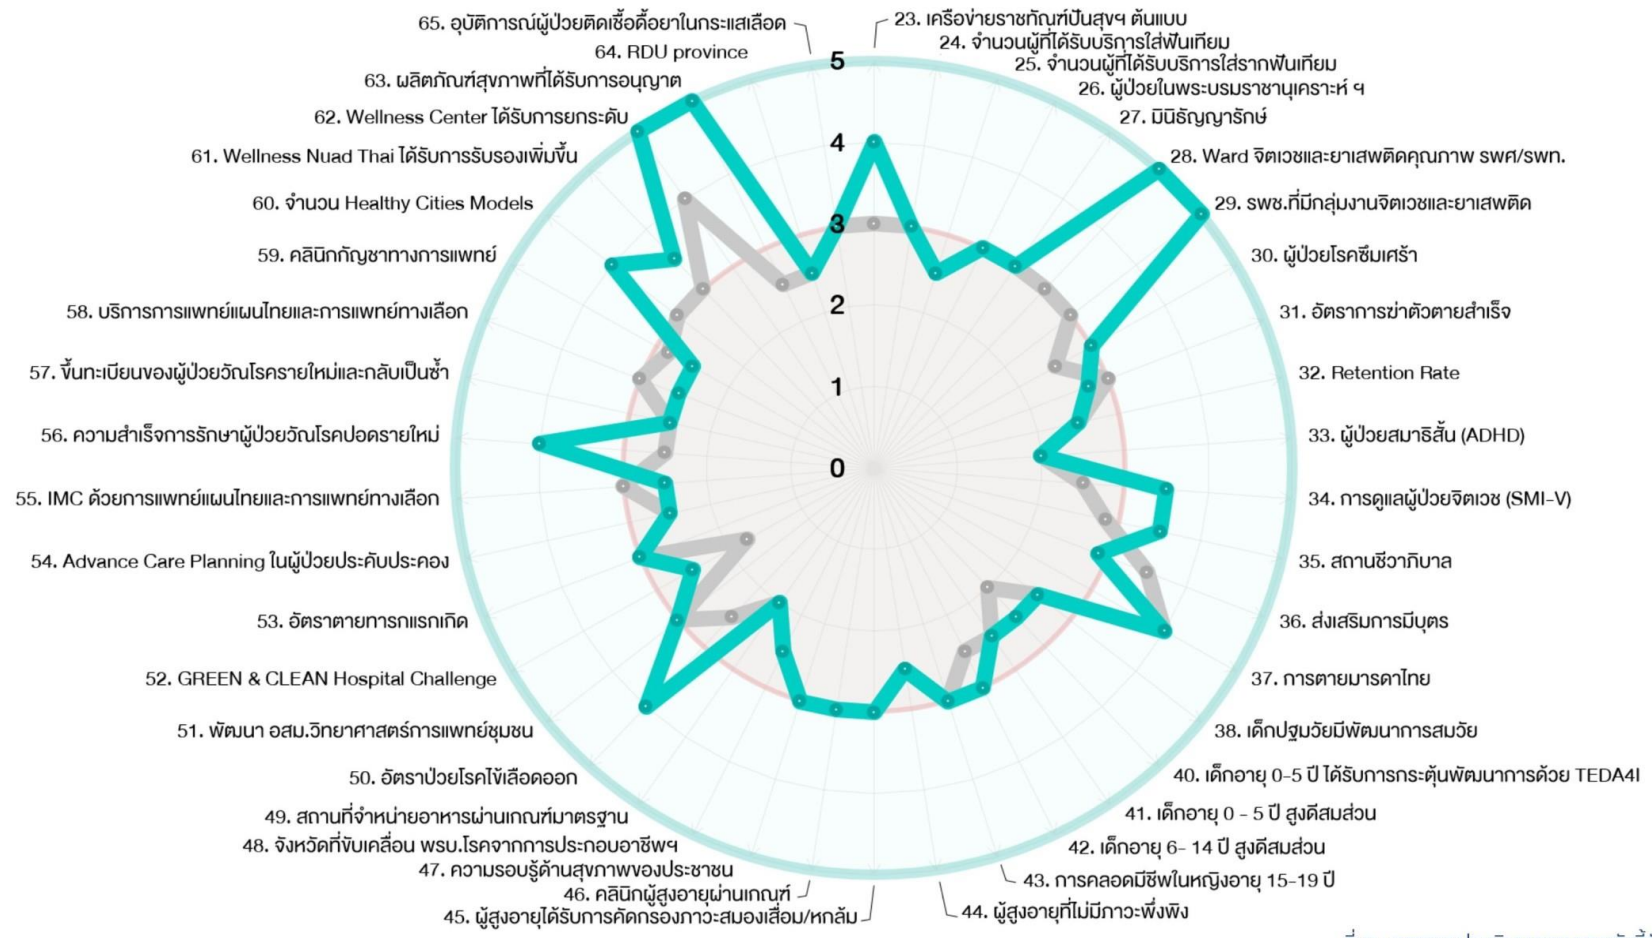 23. เครือข่ายราชทัณฑ์ปันสุขฯ ต้นแบบ
24. จำนวนผู้ที่ได้รับบริการใส่ฟันเทียม
25. จำนวนผู้ที่ได้รับบริการใส่รากฟันเทียม
26. ผู้ป่วยในพระบรมราชานุเคราะห์ ฯ
27. มินิธัญญารักษ์
28. Ward จิตเวชและยาเสพติดคุณภาพ รพศ/รพท.
29. รพช.ที่มีกลุ่มงานจิตเวชและยาเสพติด
30. ผู้ป่วยโรคซึมเศร้า
31. อัตราการฆ่าตัวตายสำเร็จ
32. Retention Rate
33. ผู้ป่วยสมาธิสั้น (ADHD)
34. การดูแลผู้ป่วยจิตเวช (SMI-V)
35. สถานชีวาภิบาล
36. ส่งเสริมการมีบุตร
37. การตายมารดาไทย
38. เด็กปฐมวัยมีพัฒนาการสมวัย
40. เด็กอายุ 0-5 ปี ได้รับการกระตุ้นพัฒนาการด้วย TEDA4I
41. เด็กอายุ 0 - 5 ปี สูงดีสมส่วน
42. เด็กอายุ 6- 14 ปี สูงดีสมส่วน
43. การคลอดมีชีพในหญิงอายุ 15-19 ปี
44. ผู้สูงอายุที่ไม่มีภาวะพึ่งพิง
45. ผู้สูงอายุได้รับการคัดกรองภาวะสมองเสื่อม/หกล้ม
46. คลินิกผู้สูงอายุผ่านเกณฑ์
47. ความรอบรู้ด้านสุขภาพของประชาชน
48. จังหวัดที่ขับเคลื่อน พรบ.โรคจากการประกอบอาชีพฯ
49. สถานที่จำหน่ายอาหารผ่านเกณฑ์มาตรฐาน
50. อัตราป่วยโรคไข้เลือดออก
51. พัฒนา อสม.วิทยาศาสตร์การแพทย์ชุมชน
52. GREEN & CLEAN Hospital Challenge
53. อัตราตายทารกแรกเกิด
54. Advance Care Planning ในผู้ป่วยประคับประคอง
55. IMC ด้วยการแพทย์แผนไทยและการแพทย์ทางเลือก
56. ความสำเร็จการรักษาผู้ป่วยวัณโรคปอดรายใหม่
57. ขึ้นทะเบียนของผู้ป่วยวัณโรครายใหม่และกลับเป็นซ้ำ
58. บริการการแพทย์แผนไทยและการแพทย์ทางเลือก
59. คลินิกกัญชาทางการแพทย์
60. จำนวน Healthy Cities Models
61. Wellness Nuad Thai ได้รับการรับรองเพิ่มขึ้น
62. Wellness Center ได้รับการยกระดับ
63. ผลิตภัณฑ์สุขภาพที่ได้รับการอนุญาต
64. RDU province
65. อุบัติการณ์ผู้ป่วยติดเชื้อดื้อยาในกระแสเลือด
5
4
3
2
1
0